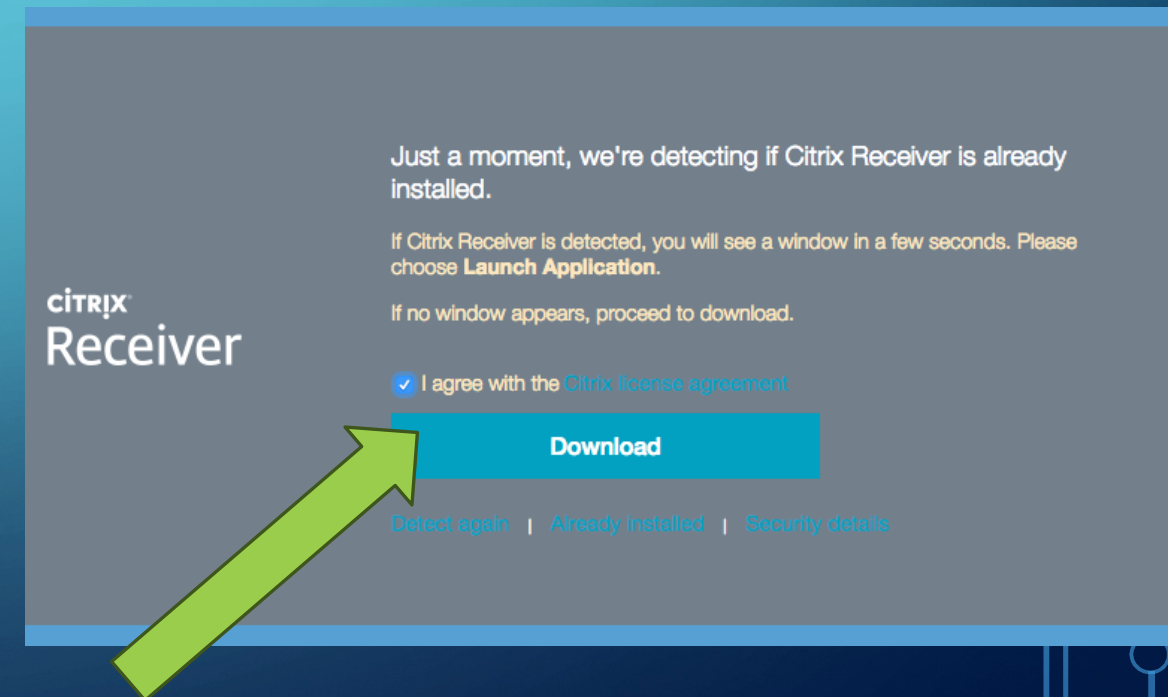 Just a moment, we're detecting if Citrix Receiver is already
installed.
If Citrix Receiver is detected, you will see a window in a few seconds. Please
choose Launch Application.
If no window appears, proceed to download.
CİTRIX
Receiver
I agree with the Citrix license agreement
Download
Detect again | Already installed | Security details